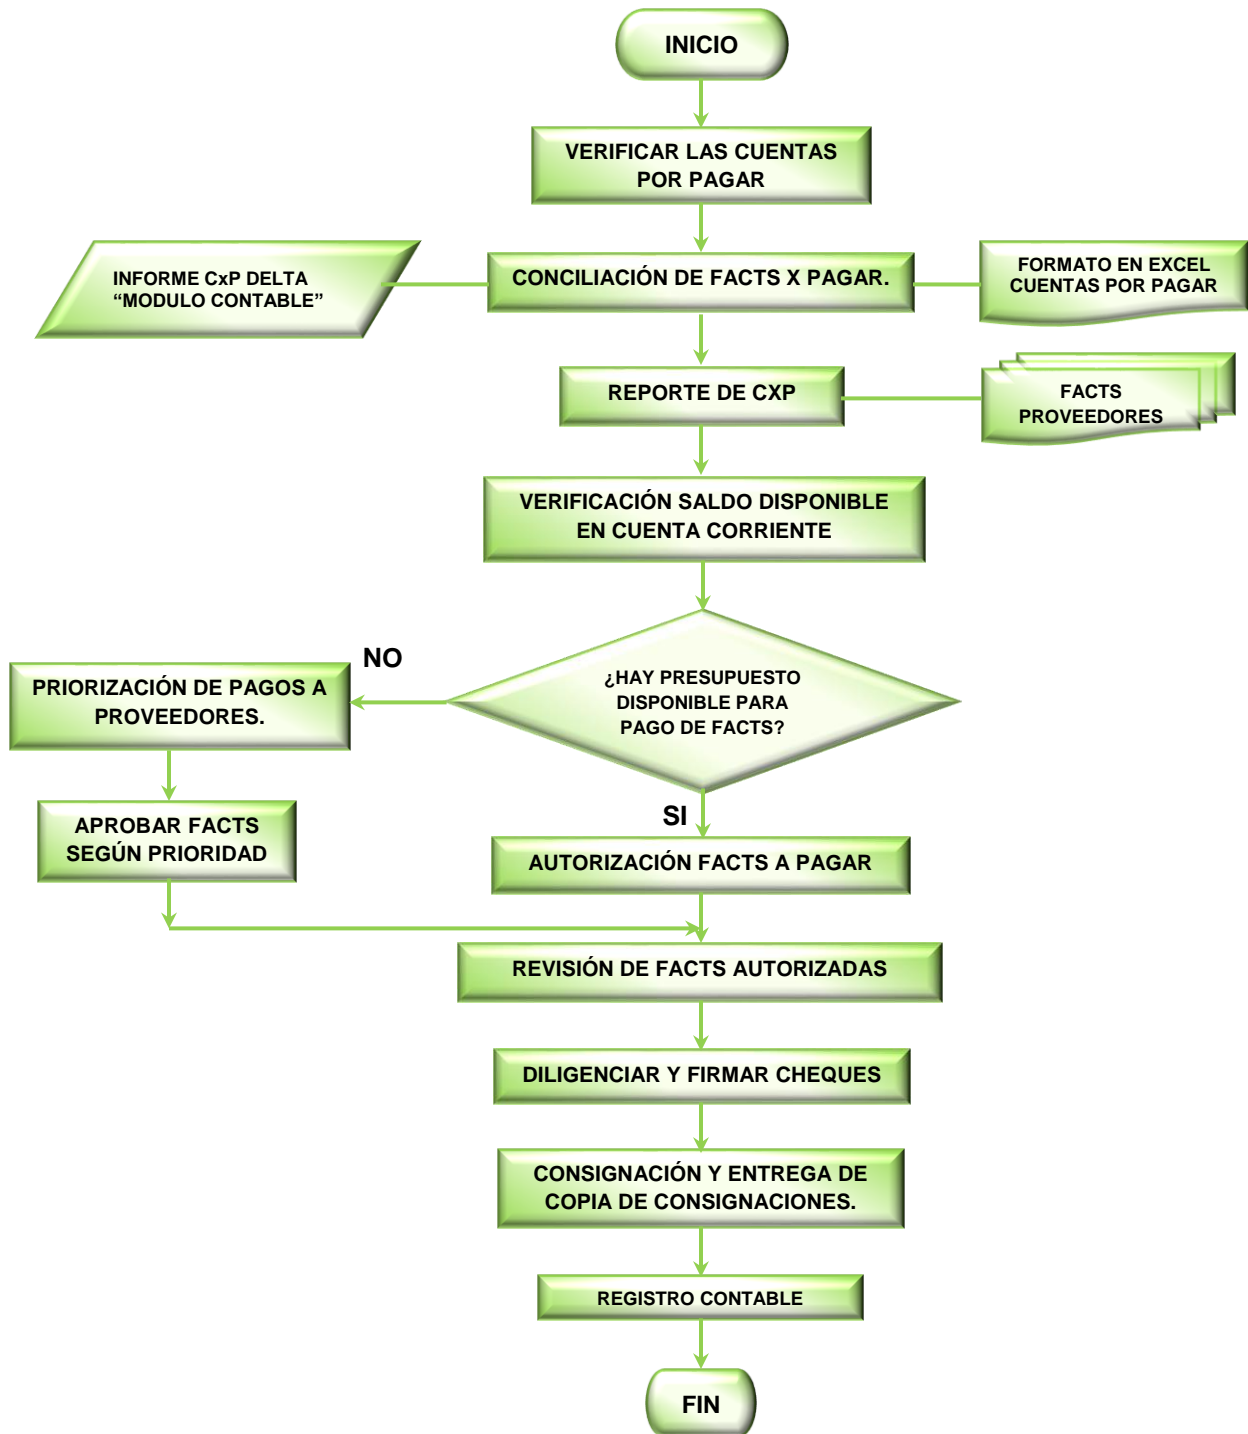 INICIO
VERIFICAR LAS CUENTAS
POR PAGAR
INFORME CxP DELTA
“MODULO CONTABLE”
CONCILIACIÓN DE FACTS X PAGAR.
FORMATO EN EXCEL
CUENTAS POR PAGAR
REPORTE DE CXP
FACTS
PROVEEDORES
VERIFICACIÓN SALDO DISPONIBLE
EN CUENTA CORRIENTE
¿HAY PRESUPUESTO
DISPONIBLE PARA
PAGO DE FACTS?
NO
PRIORIZACIÓN DE PAGOS A
PROVEEDORES.
APROBAR FACTS
SEGÚN PRIORIDAD
SI
AUTORIZACIÓN FACTS A PAGAR
REVISIÓN DE FACTS AUTORIZADAS
DILIGENCIAR Y FIRMAR CHEQUES
CONSIGNACIÓN Y ENTREGA DE
COPIA DE CONSIGNACIONES.
REGISTRO CONTABLE
FIN